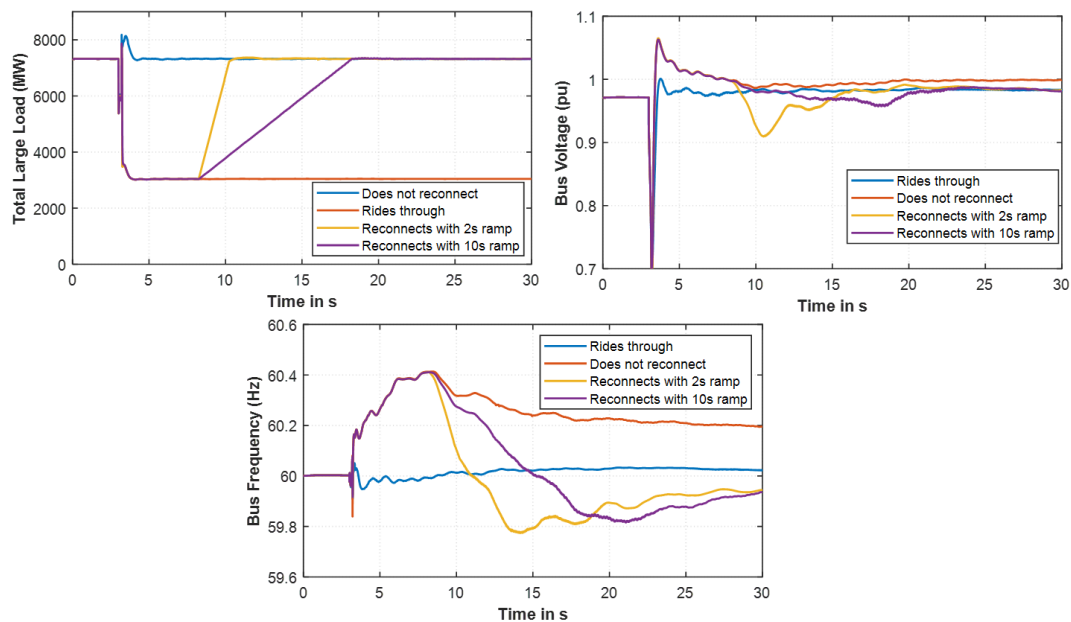 Total Large Load (MW)
8000
6000
4000
2000
0
Does not reconnect
Rides through
Reconnects with 2s ramp
Reconnects with 10s ramp
0 5 10 15 20 25 30
Time in s
Bus Voltage (pu)
1.1
1
0.9
0.8
0.7
Rides through
Does not reconnect
Reconnects with 2s ramp
Reconnects with 10s ramp
0 5 10 15 20 25 30
Time in s
Bus Frequency (Hz)
60.6
60.4
60.2
60
59.8
59.6
Rides through
Does not reconnect
Reconnects with 2s ramp
Reconnects with 10s ramp
0 5 10 15 20 25 30
Time in s